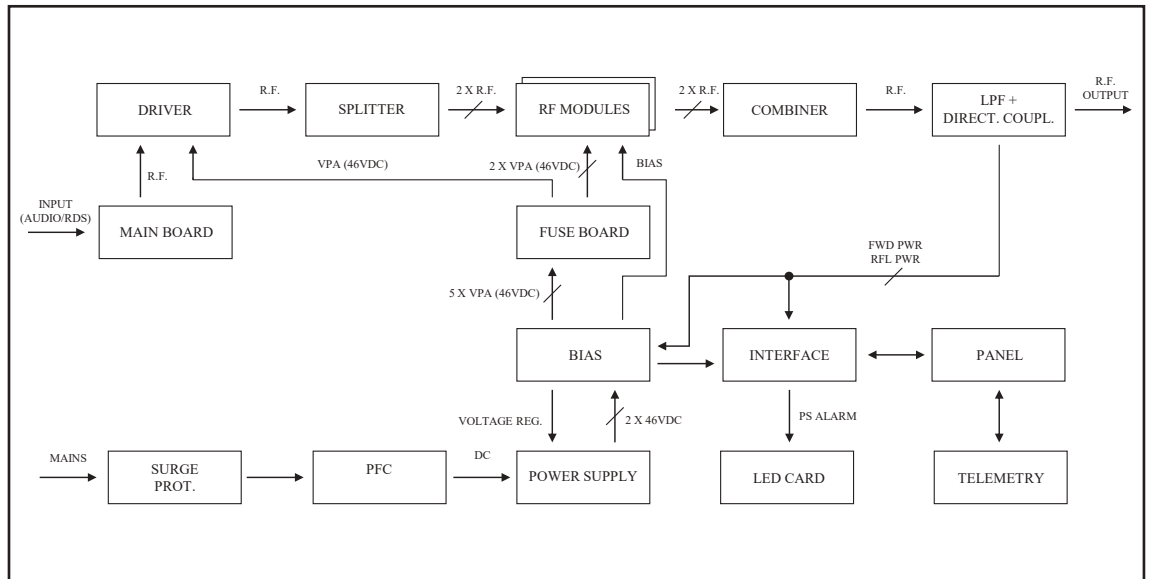 R.F.
2 X R.F.
2 X R.F.
R.F.
R.F.
OUTPUT
DRIVER
SPLITTER
RF MODULES
COMBINER
LPF +
DIRECT. COUPL.
VPA (46VDC)
2 X VPA (46VDC)
BIAS
R.F.
INPUT
(AUDIO/RDS)
MAIN BOARD
FUSE BOARD
FWD PWR
RFL PWR
5 X VPA (46VDC)
BIAS
INTERFACE
PANEL
VOLTAGE REG.
2 X 46VDC
PS ALARM
MAINS
DC
SURGE
PROT.
PFC
POWER SUPPLY
LED CARD
TELEMETRY